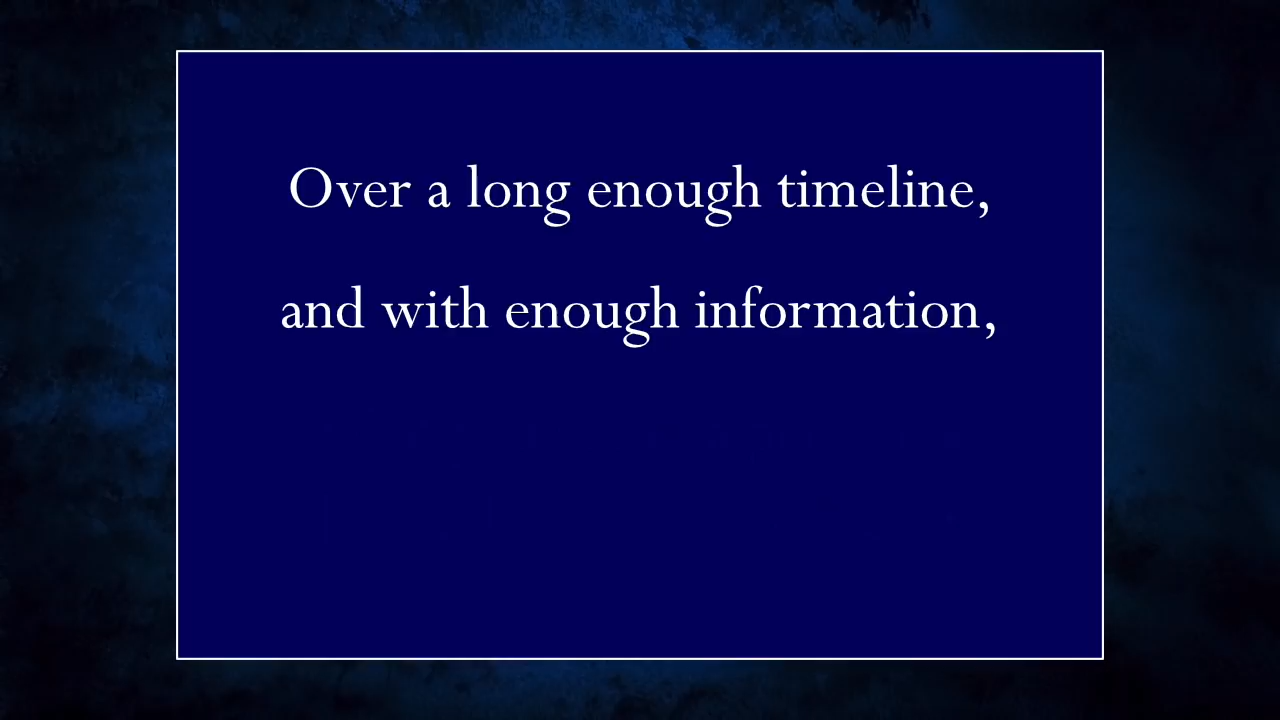 Over a long enough timeline,
and with enough information,